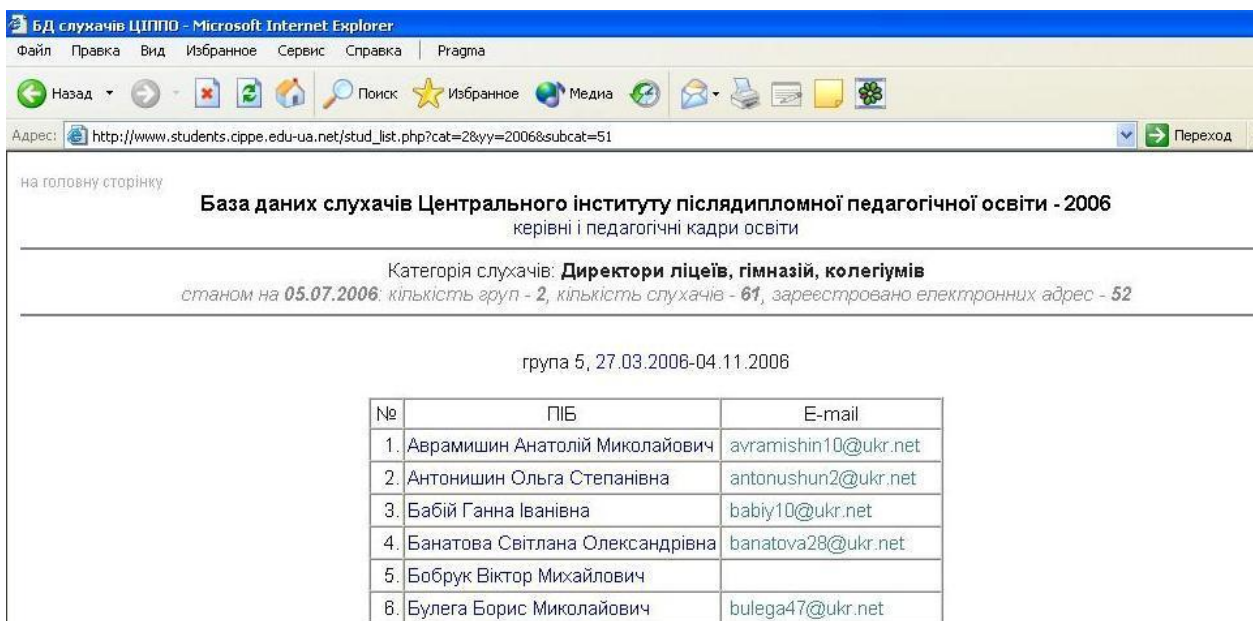 БД слухачів ЦІППО - Microsoft Internet Explorer
Файл Правка Вид Избранное Сервис Справка Pragma
Назад Поиск Избранное Медиа
Адрес: http://www.students.cippe.edu-ua.net/stud_list.php?cat=2&yy=2006&subcat=51 Переход
на головну сторінку
База даних слухачів Центрального інституту післядипломної педагогічної освіти - 2006
керівні і педагогічні кадри освіти
Категорія слухачів: Директори ліцеїв, гімназій, колегіумів
станом на 05.07.2006: кількість груп - 2, кількість слухачів - 61, зареєстровано електронних адрес - 52
група 5, 27.03.2006-04.11.2006
№ ПІБ E-mail
1. Аврамишин Анатолій Миколайович avramishin10@ukr.net
2. Антонишин Ольга Степанівна antonushun2@ukr.net
3. Бабій Ганна Іванівна babiy10@ukr.net
4. Банатова Світлана Олександрівна banatova28@ukr.net
5. Бобрук Віктор Михайлович
6. Булега Борис Миколайович bulega47@ukr.net